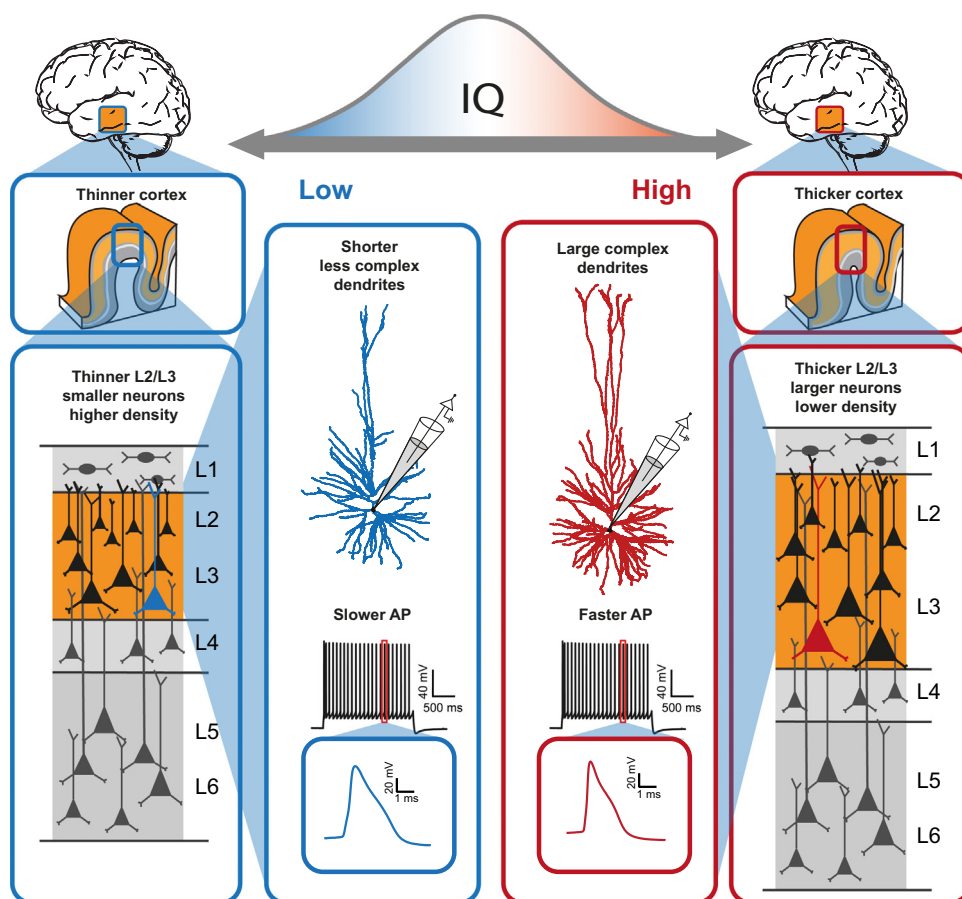 IQ
Low
High
Thinner cortex
Thinner L2/L3
smaller neurons
higher density
L1
L2
L3
L4
L5
L6
Shorter
less complex
dendrites
Slower AP
40 mV
500 ms
20 mV
1 ms
Large complex
dendrites
Faster AP
40 mV
500 ms
20 mV
1 ms
Thicker cortex
Thicker L2/L3
larger neurons
lower density
L1
L2
L3
L4
L5
L6